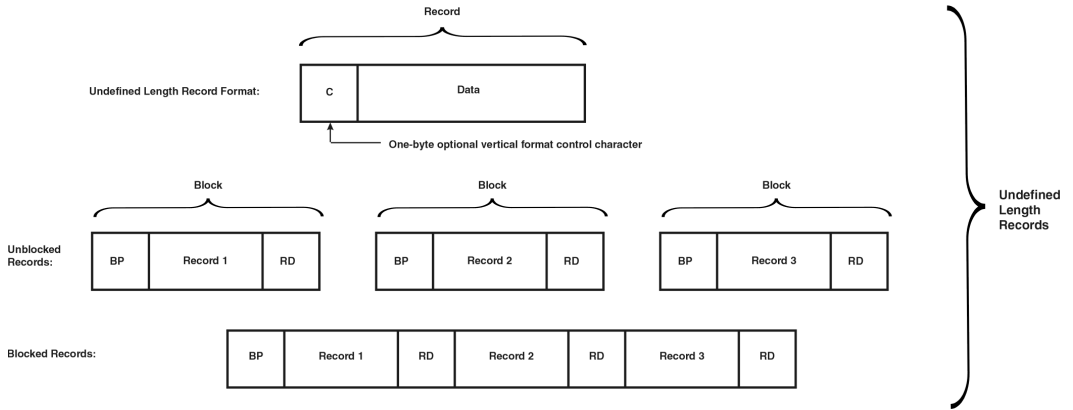 Record
Undefined Length Record Format:
C
Data
One-byte optional vertical format control character
Block
Block
Block
Unblocked
Records:
BP
Record 1
RD
BP
Record 2
RD
BP
Record 3
RD
Blocked Records:
BP
Record 1
RD
Record 2
RD
Record 3
RD
Undefined
Length
Records